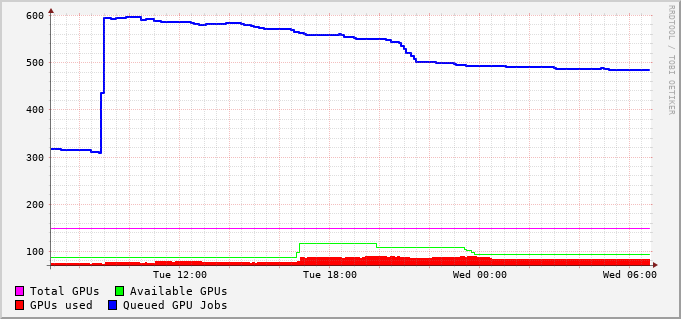 600
500
400
300
200
100
Tue 12:00 Tue 18:00 Wed 00:00 Wed 06:00
Total GPUs Available GPUs
GPUs used Queued GPU Jobs
RRDTOOL / TOBI OETIKER